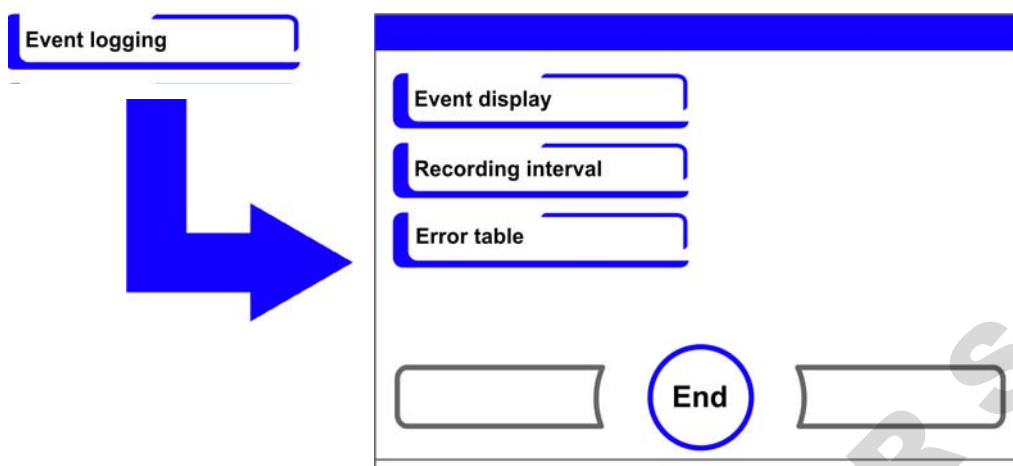 Event logging
Event display
Recording interval
Error table
End
R S